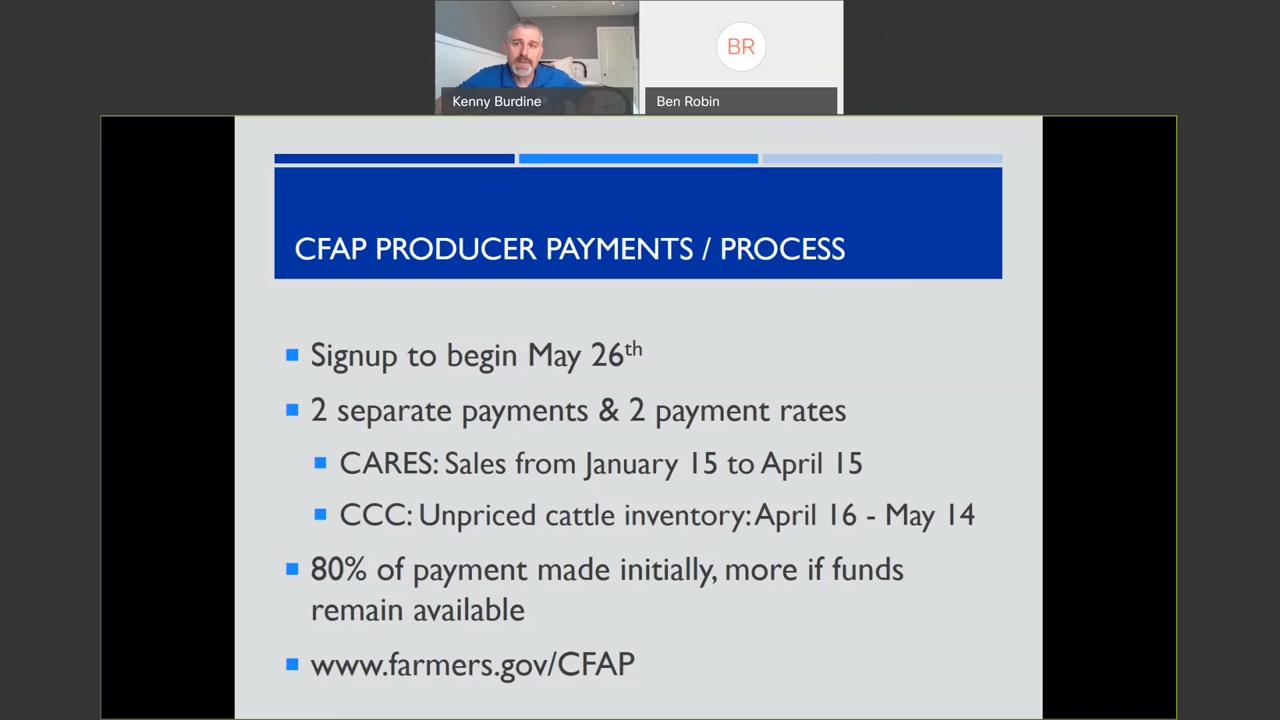 BR
Kenny Burdine
Ben Robin
CFAP PRODUCER PAYMENTS / PROCESS
Signup to begin May 26th
2 separate payments & 2 payment rates
CARES: Sales from January 15 to April 15
CCC: Unpriced cattle inventory: April 16 - May 14
80% of payment made initially, more if funds
remain available
www.farmers.gov/CFAP